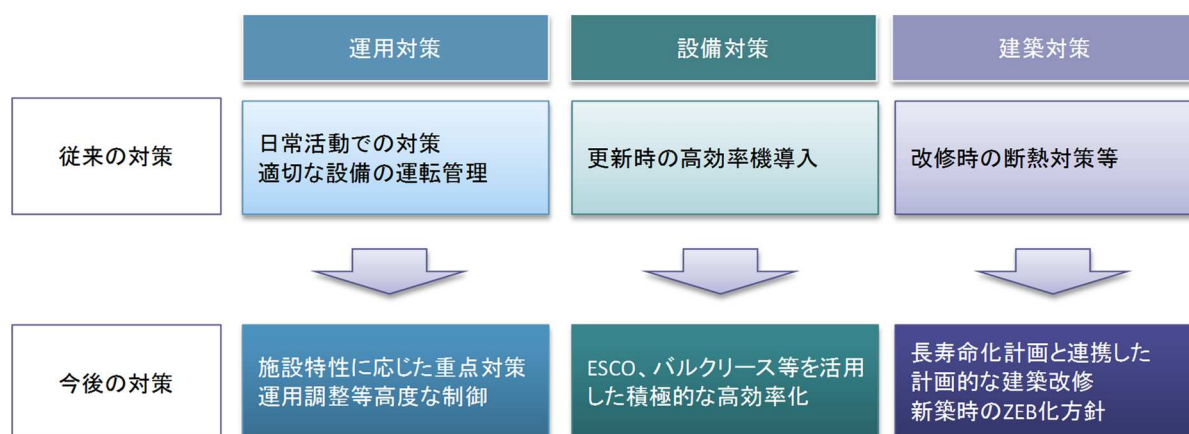 運用対策
設備対策
建築対策
従来の対策
日常活動での対策
適切な設備の運転管理
更新時の高効率機導入
改修時の断熱対策等
今後の対策
施設特性に応じた重点対策
運用調整等高度な制御
ESCO、バルクリース等を活用
した積極的な高効率化
長寿命化計画と連携した
計画的な建築改修
新築時のZEB化方針